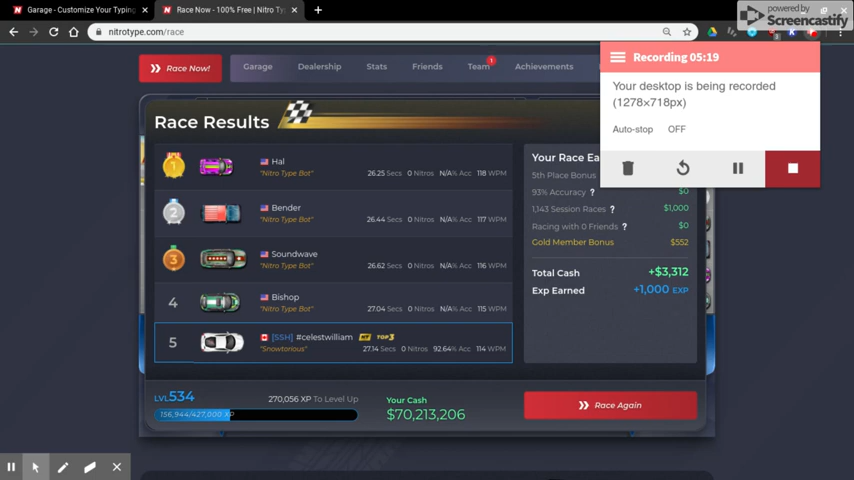 Garage - Customize Your Typing
Race Now - 100% Free | Nitro Ty
powered by
Screencastify
nitrotype.com/race
Recording 05:19
Your desktop is being recorded
(1278×718px)
Auto-stop OFF
Race Now!
Garage Dealership Stats Friends Team 1 Achievements
Race Results
1 Hal
"Nitro Type Bot" 26.25 Secs 0 Nitros N/A% Acc 118 WPM
2 Bender
"Nitro Type Bot" 26.44 Secs 0 Nitros N/A% Acc 117 WPM
3 Soundwave
"Nitro Type Bot" 26.62 Secs 0 Nitros N/A% Acc 116 WPM
4 Bishop
"Nitro Type Bot" 27.04 Secs 0 Nitros N/A% Acc 115 WPM
5 [SSH] #celestwilliam TOP3
"Snowtorious" 27.14 Secs 0 Nitros 92.64% Acc 114 WPM
Your Race Ea
5th Place Bonus
93% Accuracy ? $0
1,143 Session Races ? $1,000
Racing with 0 Friends ? $0
Gold Member Bonus $552
Total Cash +$3,312
Exp Earned +1,000 EXP
LVL534 270,056 XP To Level Up
156,944/427,000 XP
Your Cash
$70,213,206
Race Again